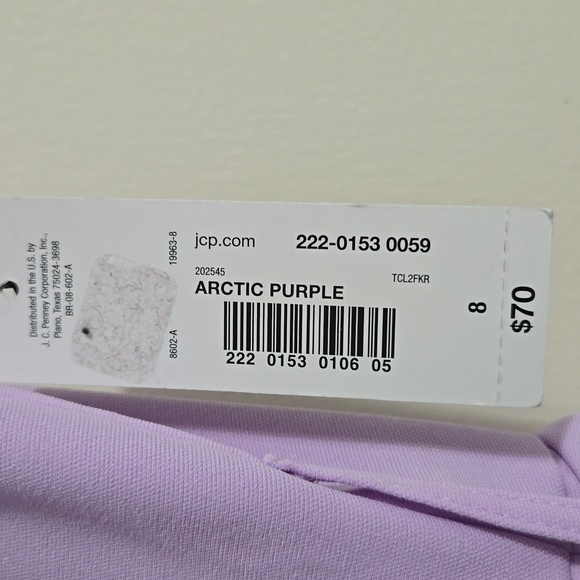 Distributed in the U.S. by
J. C. Penney Corporation, Inc.,
Plano, Texas 75024-3698
BR-08-602-A
19963-8
8602-A
jcp.com 222-0153 0059
202545 TCL2FKR
ARCTIC PURPLE
222 0153 0106 05
8
$70